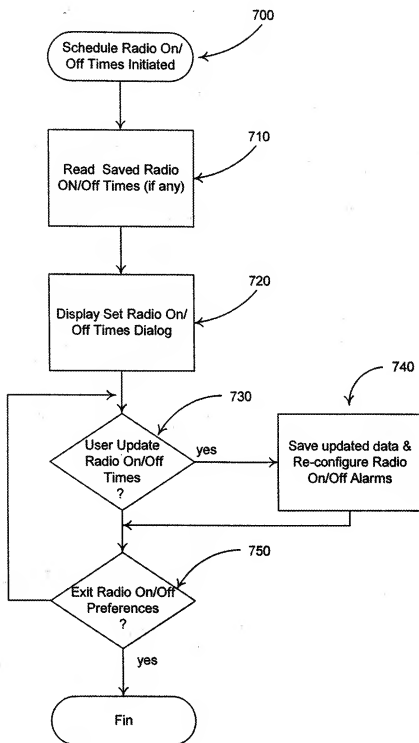 700
Schedule Radio On/
Off Times Initiated
710
Read Saved Radio
ON/Off Times (if any)
720
Display Set Radio On/
Off Times Dialog
730
740
User Update
Radio On/Off
Times
?
yes
Save updated data &
Re-configure Radio
On/Off Alarms
750
Exit Radio On/Off
Preferences
?
yes
Fin